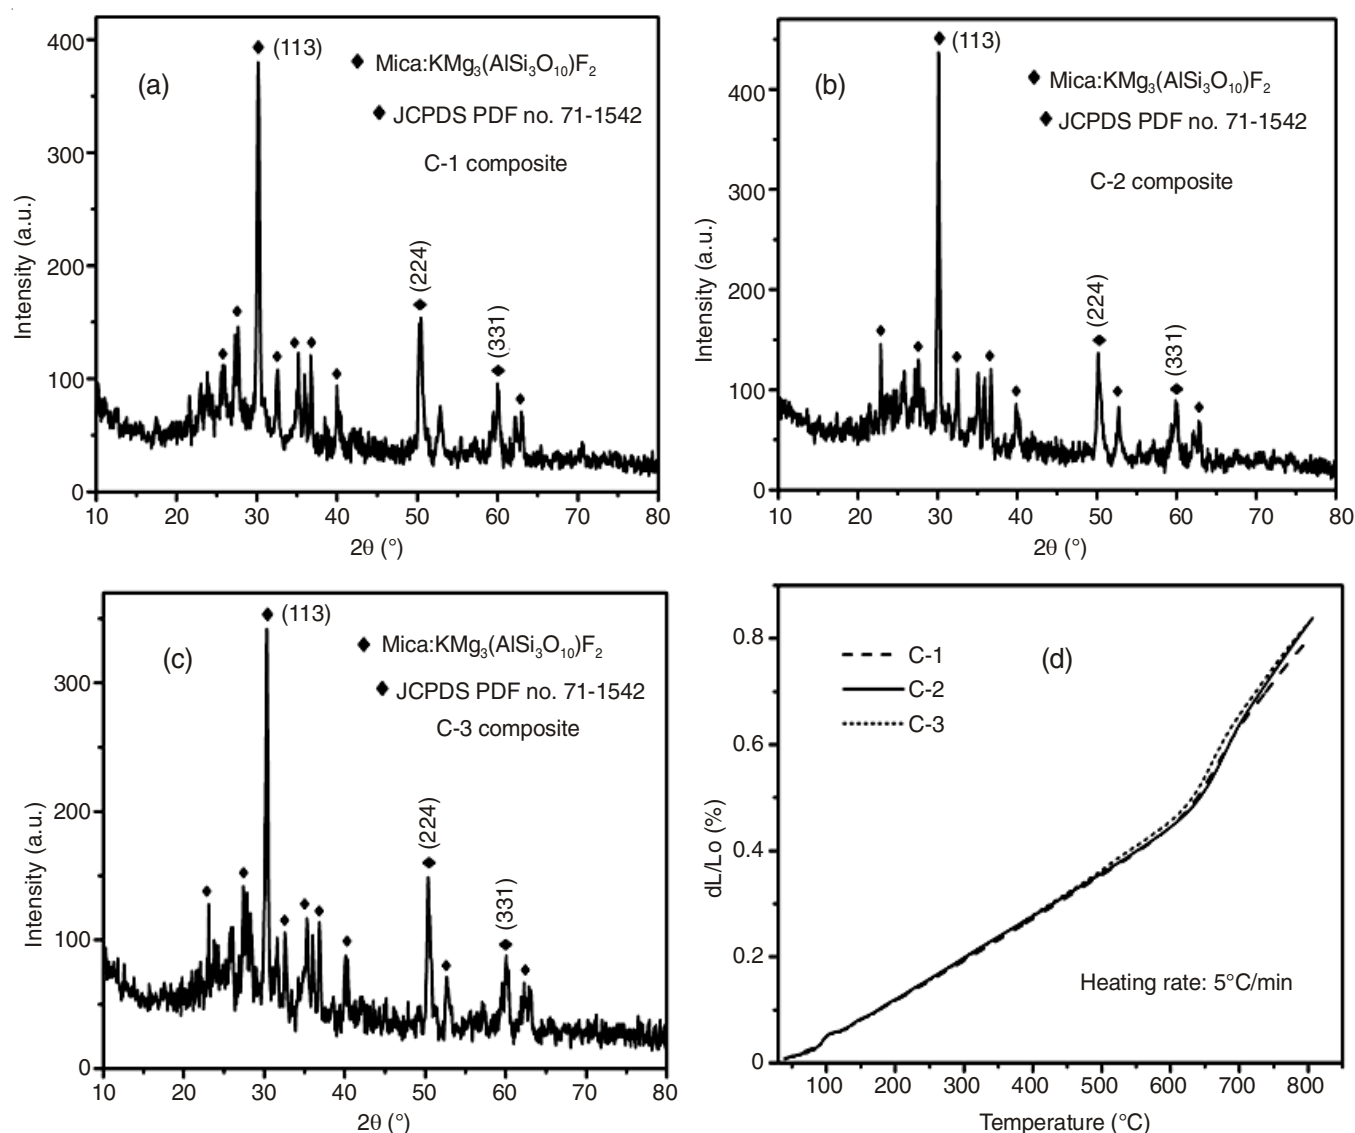 400
300
200
100
0
Intensity (a.u.)
(a)
(113)
Mica:KMg₃(AlSi₃O₁₀)F₂
JCPDS PDF no. 71-1542
C-1 composite
(224)
(331)
10 20 30 40 50 60 70 80
2θ (°)
400
300
200
100
0
Intensity (a.u.)
(b)
(113)
Mica:KMg₃(AlSi₃O₁₀)F₂
JCPDS PDF no. 71-1542
C-2 composite
(224)
(331)
10 20 30 40 50 60 70 80
2θ (°)
300
200
100
0
Intensity (a.u.)
(c)
(113)
Mica:KMg₃(AlSi₃O₁₀)F₂
JCPDS PDF no. 71-1542
C-3 composite
(224)
(331)
10 20 30 40 50 60 70 80
2θ (°)
0.8
0.6
0.4
0.2
0
dL/Lo (%)
C-1
C-2
C-3
(d)
Heating rate: 5°C/min
100 200 300 400 500 600 700 800
Temperature (°C)